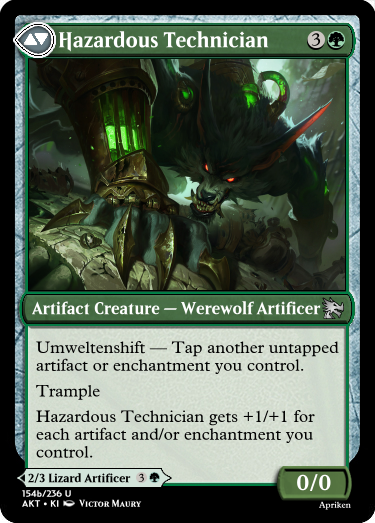 Hazardous Technician 3
Artifact Creature — Werewolf Artificer
Umweltenshift — Tap another untapped
artifact or enchantment you control.
Trample
Hazardous Technician gets +1/+1 for
each artifact and/or enchantment you
control.
2/3 Lizard Artificer 3
0/0
154b/236 U
AKT • KI Victor Maury
Apriken